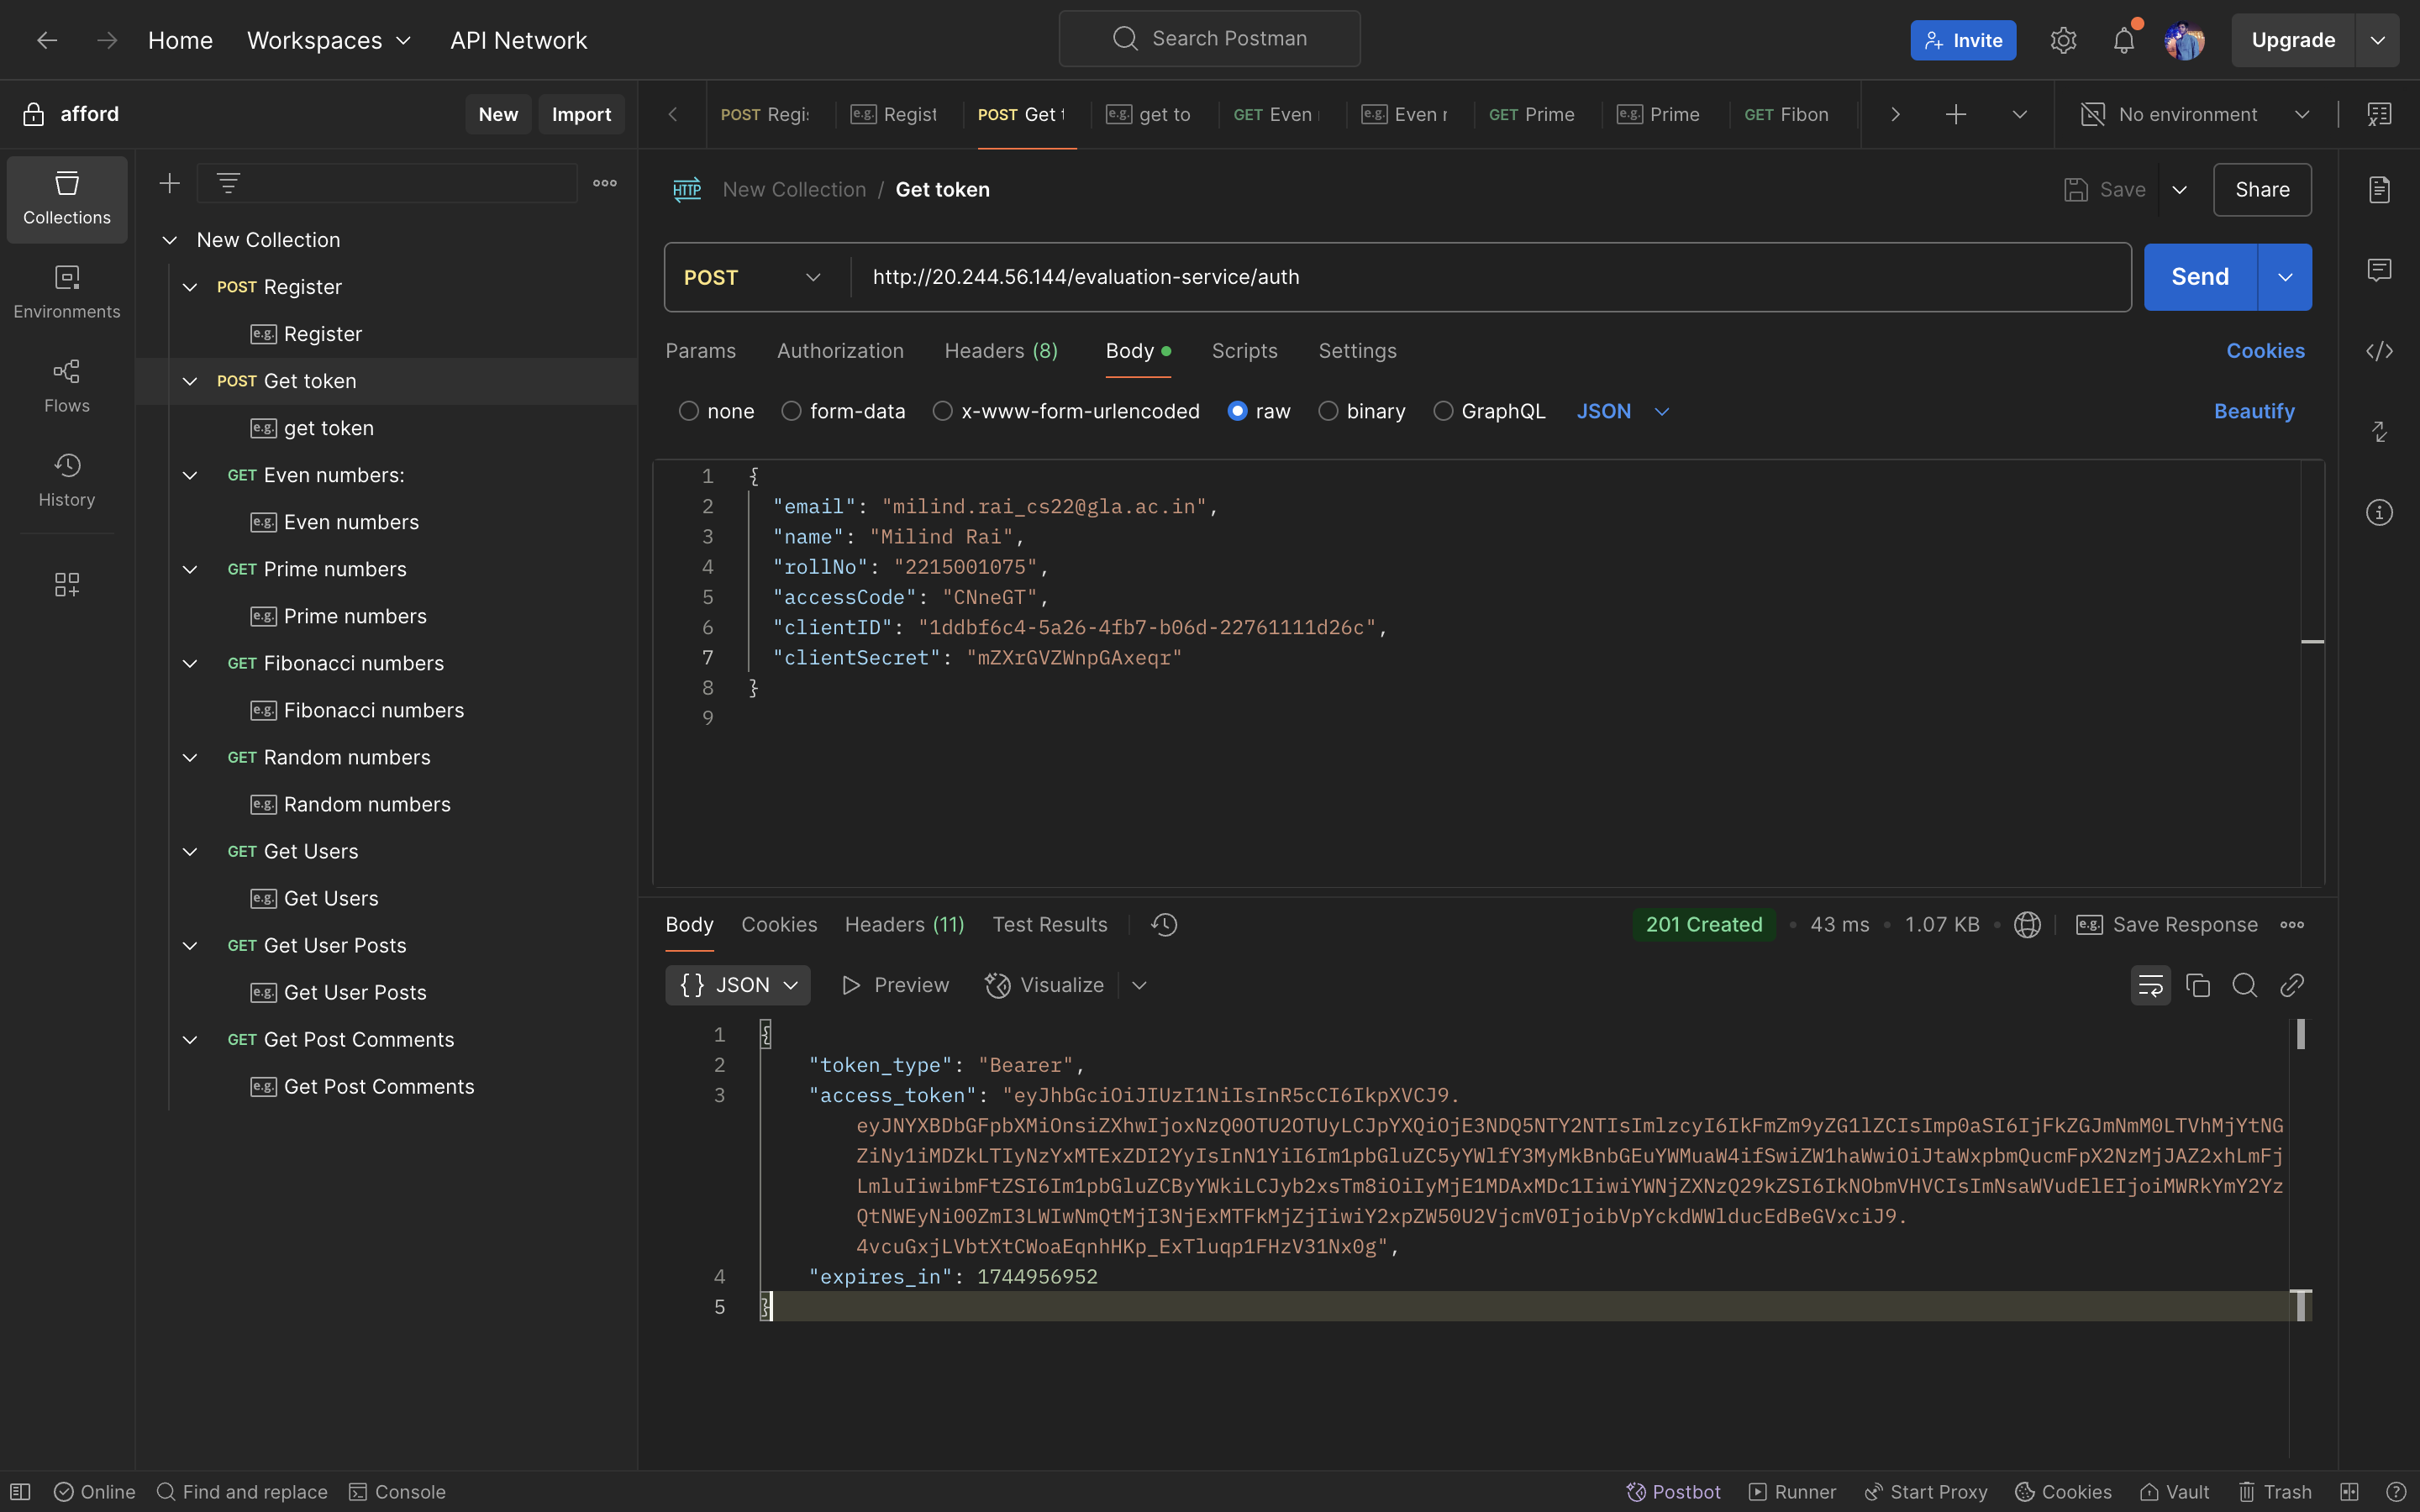 Home Workspaces API Network
Search Postman
Invite
Upgrade
afford
New Import
POST Regi
e.g. Regist
POST Get t
e.g. get to
GET Even
e.g. Even r
GET Prime
e.g. Prime
GET Fibon
No environment
Collections
Environments
Flows
History
New Collection
POST Register
e.g. Register
POST Get token
e.g. get token
GET Even numbers:
e.g. Even numbers
GET Prime numbers
e.g. Prime numbers
GET Fibonacci numbers
e.g. Fibonacci numbers
GET Random numbers
e.g. Random numbers
GET Get Users
e.g. Get Users
GET Get User Posts
e.g. Get User Posts
GET Get Post Comments
e.g. Get Post Comments
HTTP New Collection / Get token
Save Share
POST http://20.244.56.144/evaluation-service/auth
Send
Params Authorization Headers (8) Body Scripts Settings Cookies
none form-data x-www-form-urlencoded raw binary GraphQL JSON Beautify
1 {
2 "email": "milind.rai_cs22@gla.ac.in",
3 "name": "Milind Rai",
4 "rollNo": "2215001075",
5 "accessCode": "CNneGT",
6 "clientID": "1ddbf6c4-5a26-4fb7-b06d-22761111d26c",
7 "clientSecret": "mZXrGVZWnpGAxeqr"
8 }
9
Body Cookies Headers (11) Test Results
201 Created • 43 ms • 1.07 KB • e.g. Save Response
{} JSON Preview Visualize
1 {
2 "token_type": "Bearer",
3 "access_token": "eyJhbGciOiJIUzI1NiIsInR5cCI6IkpXVCJ9.
eyJNYXBDbGFpbXMiOnsiZXhwIjoxNzQ0OTU2OTUyLCJpYXQiOjE3NDQ5NTY2NTIsImlzcyI6IkFmZm9yZG1lZCIsImp0aSI6IjFkZGJmNmM0LTVhMjYtNG
ZiNy1iMDZkLTIyNzYxMTExZDI2YyIsInN1YiI6Im1pbGluZC5yYWlfY3MyMkBnbGEuYWMuaW4ifSwiZW1haWwiOiJtaWxpbmQucmFpX2NzMjJAZ2xhLmFj
LmluIiwibmFtZSI6Im1pbGluZCByYWkiLCJyb2xsTm8iOiIyMjE1MDAxMDc1IiwiYWNjZXNzQ29kZSI6IkNObmVHVCIsImNsaWVudElEIjoiMWRkYmY2Yz
QtNWEyNi00ZmI3LWIwNmQtMjI3NjExMTFkMjZjIiwiY2xpZW50U2VjcmV0IjoibVpYckdWWlducEdBeGVxciJ9.
4vcuGxjLVbtXtCWoaEqnhHKp_ExTluqp1FHzV31Nx0g",
4 "expires_in": 1744956952
5 }
Online Find and replace Console
Postbot Runner Start Proxy Cookies Vault Trash